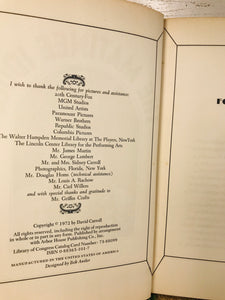 I wish to thank the following for pictures and assistance:
20th Century-Fox
MGM Studios
United Artists
Paramount Pictures
Warner Brothers
Republic Studios
Columbia Pictures
The Walter Hampden Memorial Library at the Players, New York
The Lincoln Center Library for the Performing Arts
Mr. James Martin
Mr. George Lambert
Mr. and Mrs. Sidney Carroll
Photographies, Florida, New York
Mr. Douglas Home, (technical assistance)
Mr. Louis A. Rachow
Mr. Carl Willers
and with special thanks and gratitude to
Mr. Griffin Crafts
Copyright © 1972 by David Carroll
All rights reserved, including the right of reproduction
in whole or in part in any form. Published by arrangement
with Arbor House Publishing Co., Inc.
Library of Congress Catalog Card Number:
ISBN
MANUFACTURED IN THE UNITED STATES OF AMERICA
Designed by Bob Antler